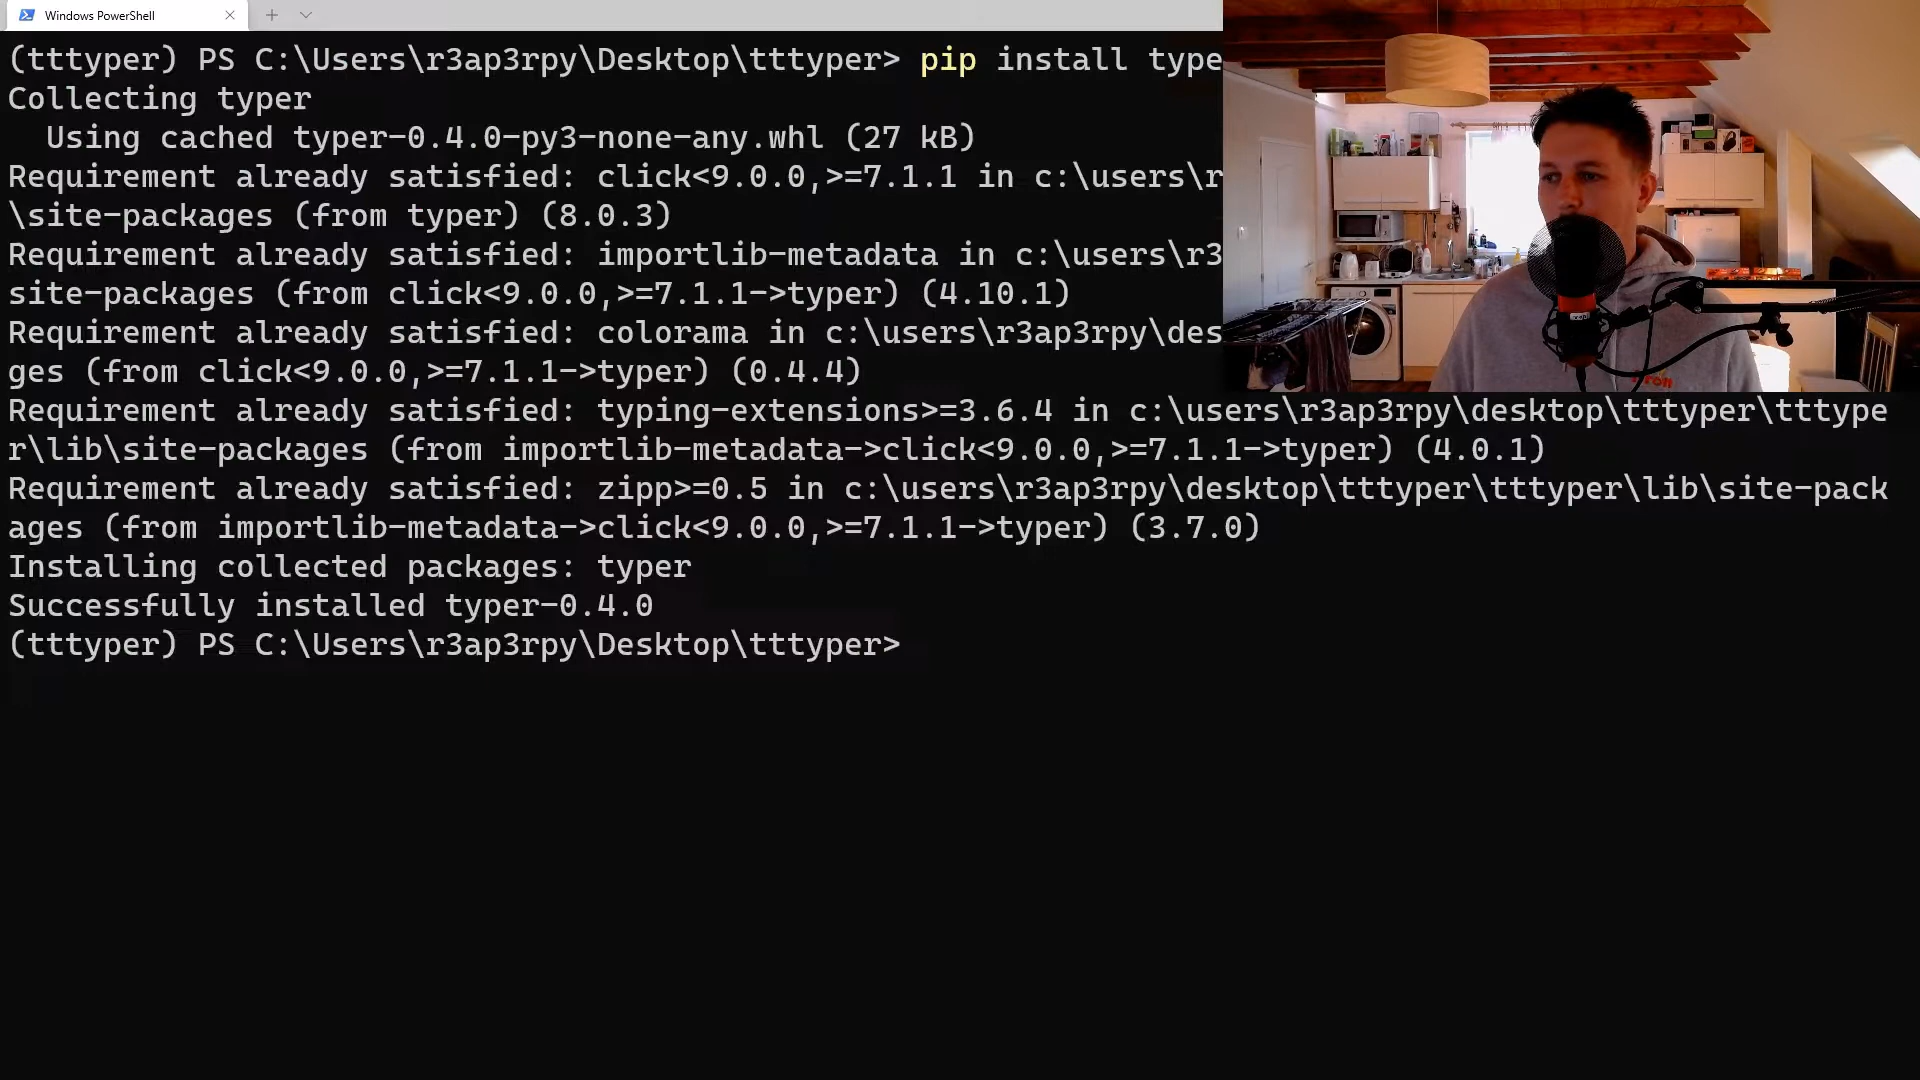 Windows PowerShell
(tttyper) PS C:\Users\r3ap3rpy\Desktop\tttyper> pip install type
Collecting typer
  Using cached typer-0.4.0-py3-none-any.whl (27 kB)
Requirement already satisfied: click<9.0.0,>=7.1.1 in c:\users\r
\site-packages (from typer) (8.0.3)
Requirement already satisfied: importlib-metadata in c:\users\r3
site-packages (from click<9.0.0,>=7.1.1->typer) (4.10.1)
Requirement already satisfied: colorama in c:\users\r3ap3rpy\des
ges (from click<9.0.0,>=7.1.1->typer) (0.4.4)
Requirement already satisfied: typing-extensions>=3.6.4 in c:\users\r3ap3rpy\desktop\tttyper\tttype
r\lib\site-packages (from importlib-metadata->click<9.0.0,>=7.1.1->typer) (4.0.1)
Requirement already satisfied: zipp>=0.5 in c:\users\r3ap3rpy\desktop\tttyper\tttyper\lib\site-pack
ages (from importlib-metadata->click<9.0.0,>=7.1.1->typer) (3.7.0)
Installing collected packages: typer
Successfully installed typer-0.4.0
(tttyper) PS C:\Users\r3ap3rpy\Desktop\tttyper>